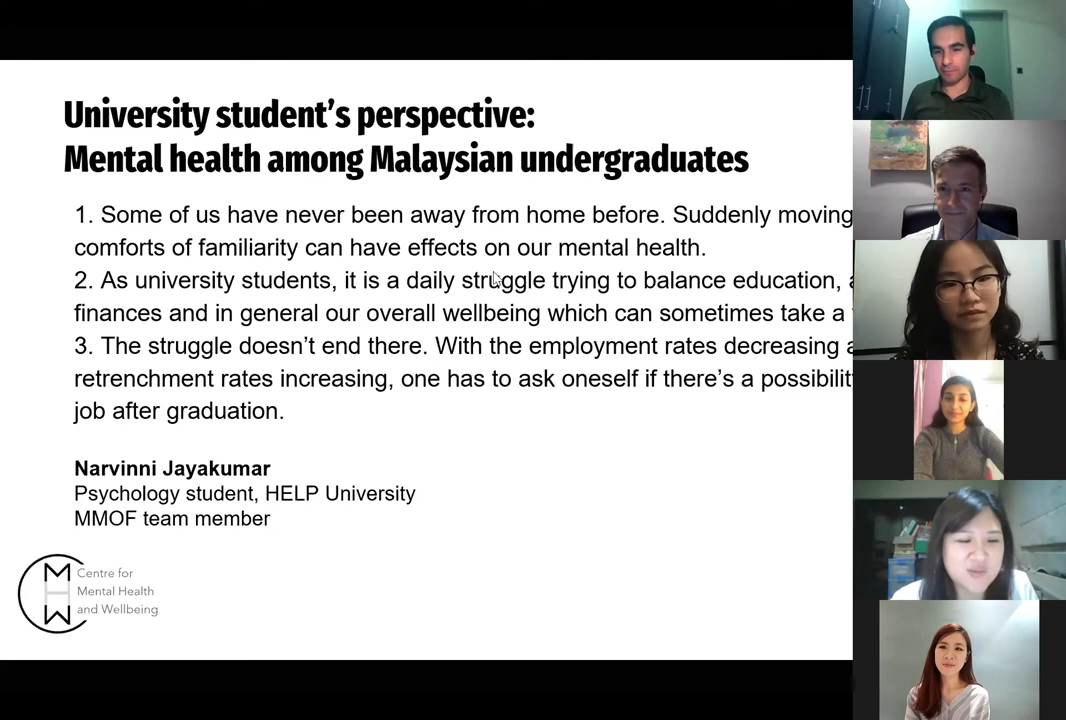 University student's perspective:
Mental health among Malaysian undergraduates
1. Some of us have never been away from home before. Suddenly moving
comforts of familiarity can have effects on our mental health.
2. As university students, it is a daily struggle trying to balance education,
finances and in general our overall wellbeing which can sometimes take a
3. The struggle doesn't end there. With the employment rates decreasing
retrenchment rates increasing, one has to ask oneself if there's a
job after graduation.
Narvinni Jayakumar
Psychology student, HELP University
MMOF team member
MHW
Centre for
Mental Health
and Wellbeing